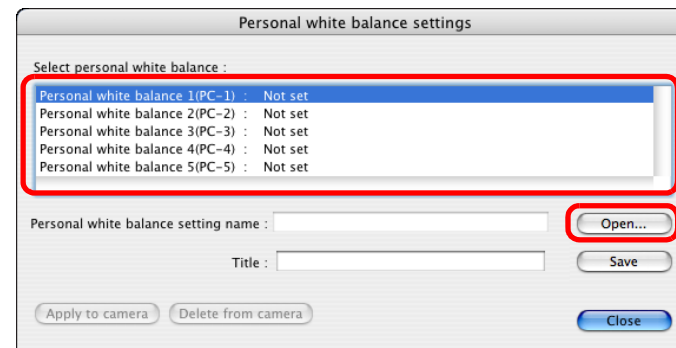 Personal white balance settings
Select personal white balance :
Personal white balance 1(PC-1) : Not set
Personal white balance 2(PC-2) : Not set
Personal white balance 3(PC-3) : Not set
Personal white balance 4(PC-4) : Not set
Personal white balance 5(PC-5) : Not set
Personal white balance setting name : Open...
Title : Save
Apply to camera Delete from camera Close